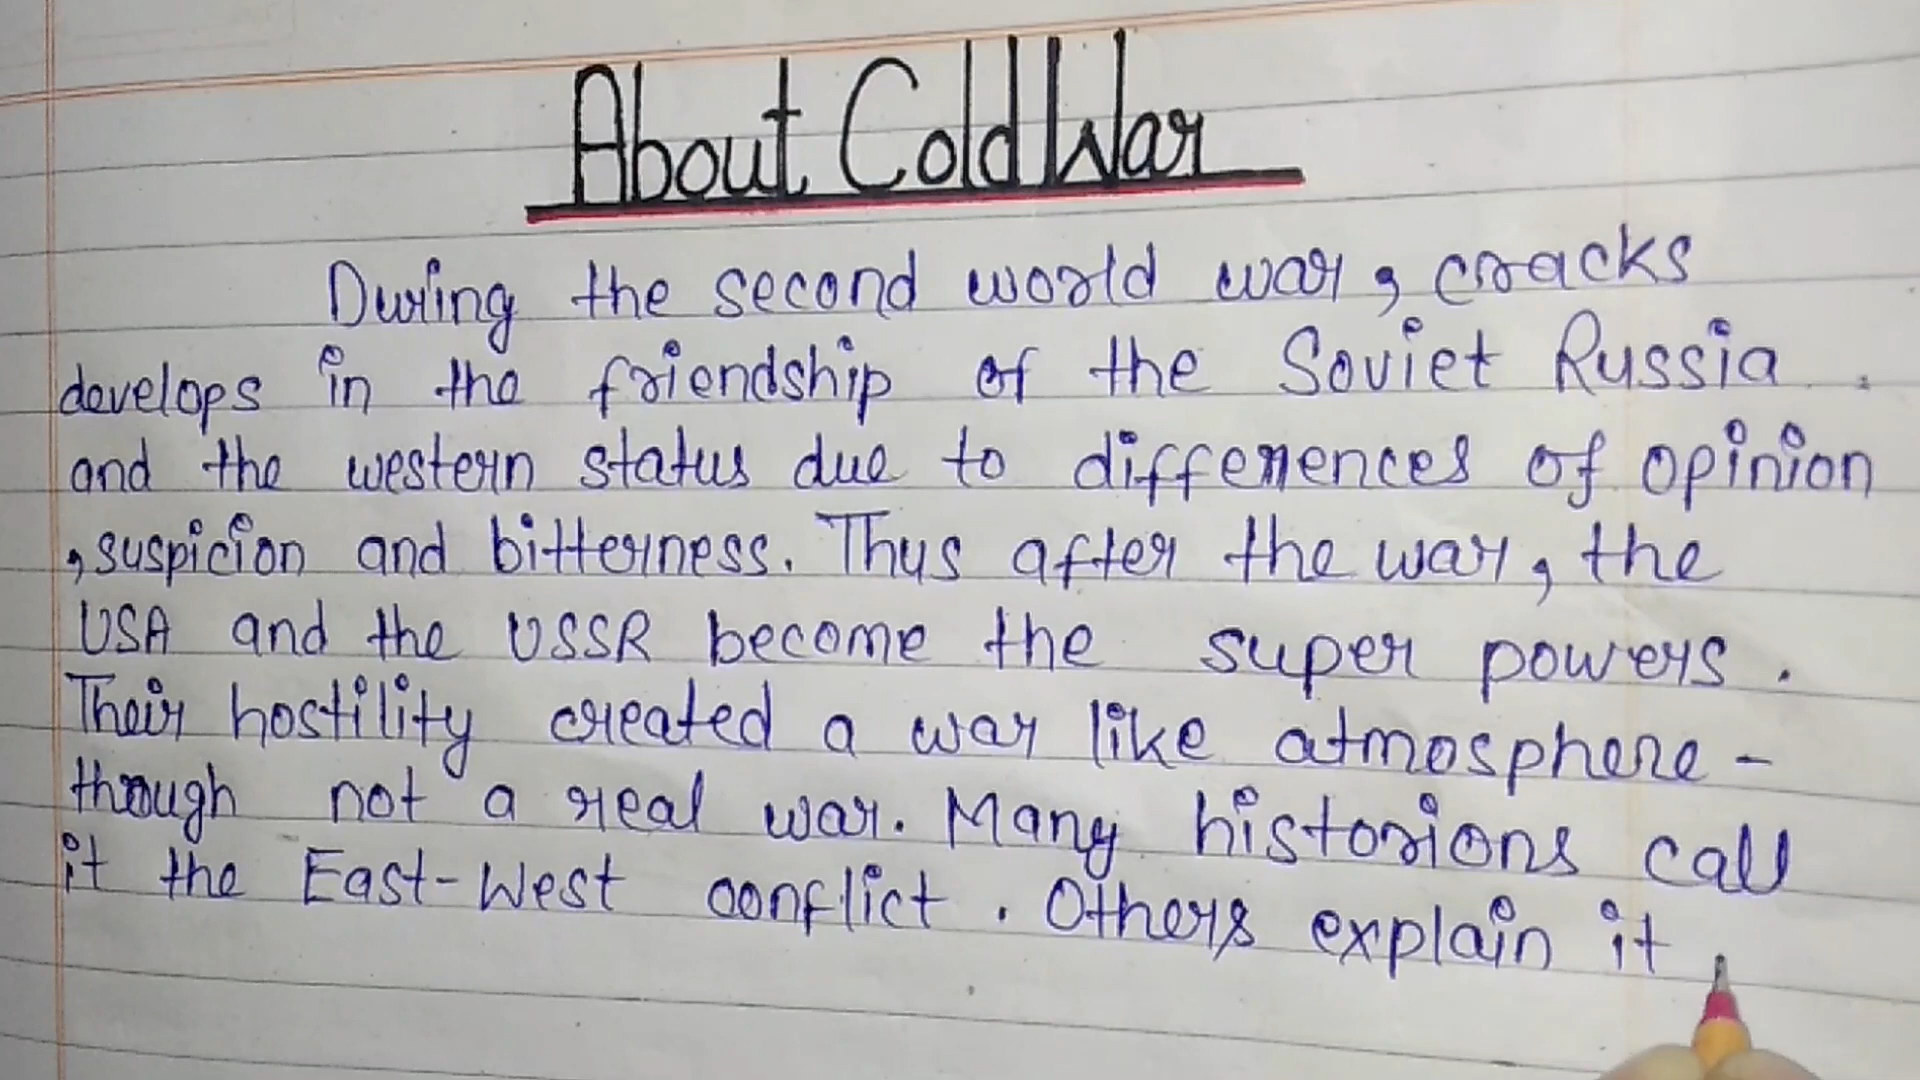 About Cold War
During the second world war, cracks
develops in the friendship of the Soviet Russia.
and the western status due to differences of opinion
, suspicion and bitterness. Thus after the war, the
USA and the USSR become the super powers.
Their hostility created a war like atmosphere -
through not a real war. Many historions call
it the East-West conflict. Others explain it